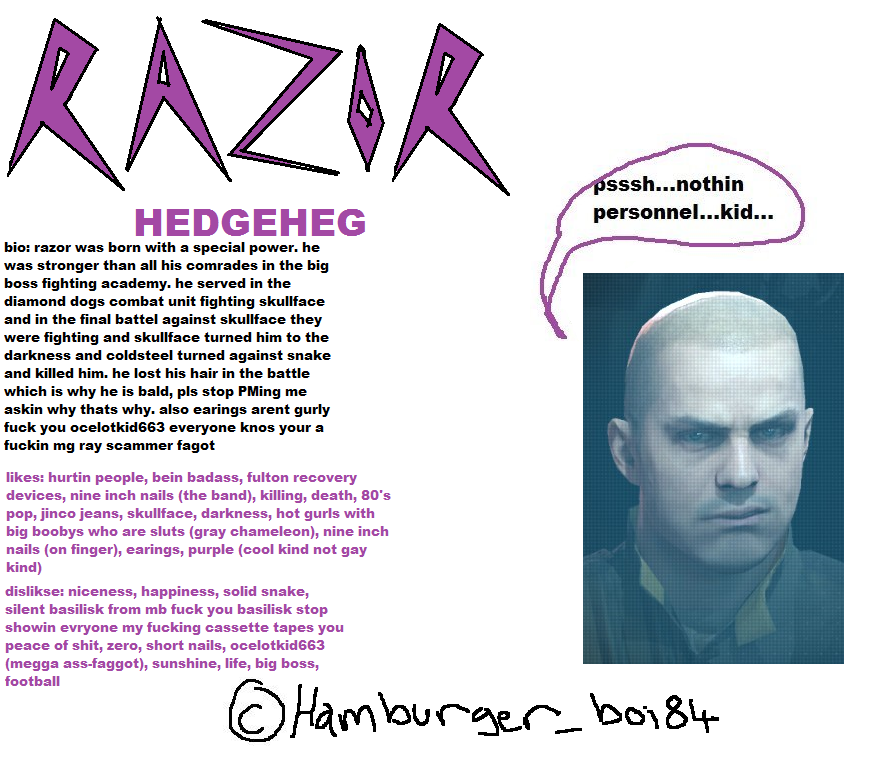 RAZOR
HEDGEHEG
bio: razor was born with a special power. he
was stronger than all his comrades in the big
boss fighting academy. he served in the
diamond dogs combat unit fighting skullface
and in the final battel against skullface they
were fighting and skullface turned him to the
darkness and coldsteel turned against snake
and killed him. he lost his hair in the battle
which is why he is bald, pls stop PMing me
askin why thats why. also earings arent gurly
fuck you ocelotkid663 everyone knos your a
fuckin mg ray scammer fagot
likes: hurtin people, bein badass, fulton recovery
devices, nine inch nails (the band), killing, death, 80's
pop, jinco jeans, skullface, darkness, hot gurls with
big boobys who are sluts (gray chameleon), nine inch
nails (on finger), earings, purple (cool kind not gay
kind)
dislikse: niceness, happiness, solid snake,
silent basilisk from mb fuck you basilisk stop
showin evryone my fucking cassette tapes you
peace of shit, zero, short nails, ocelotkid663
(megga ass-faggot), sunshine, life, big boss,
football
psssh...nothin
personnel...kid...
©Hamburger_boi84